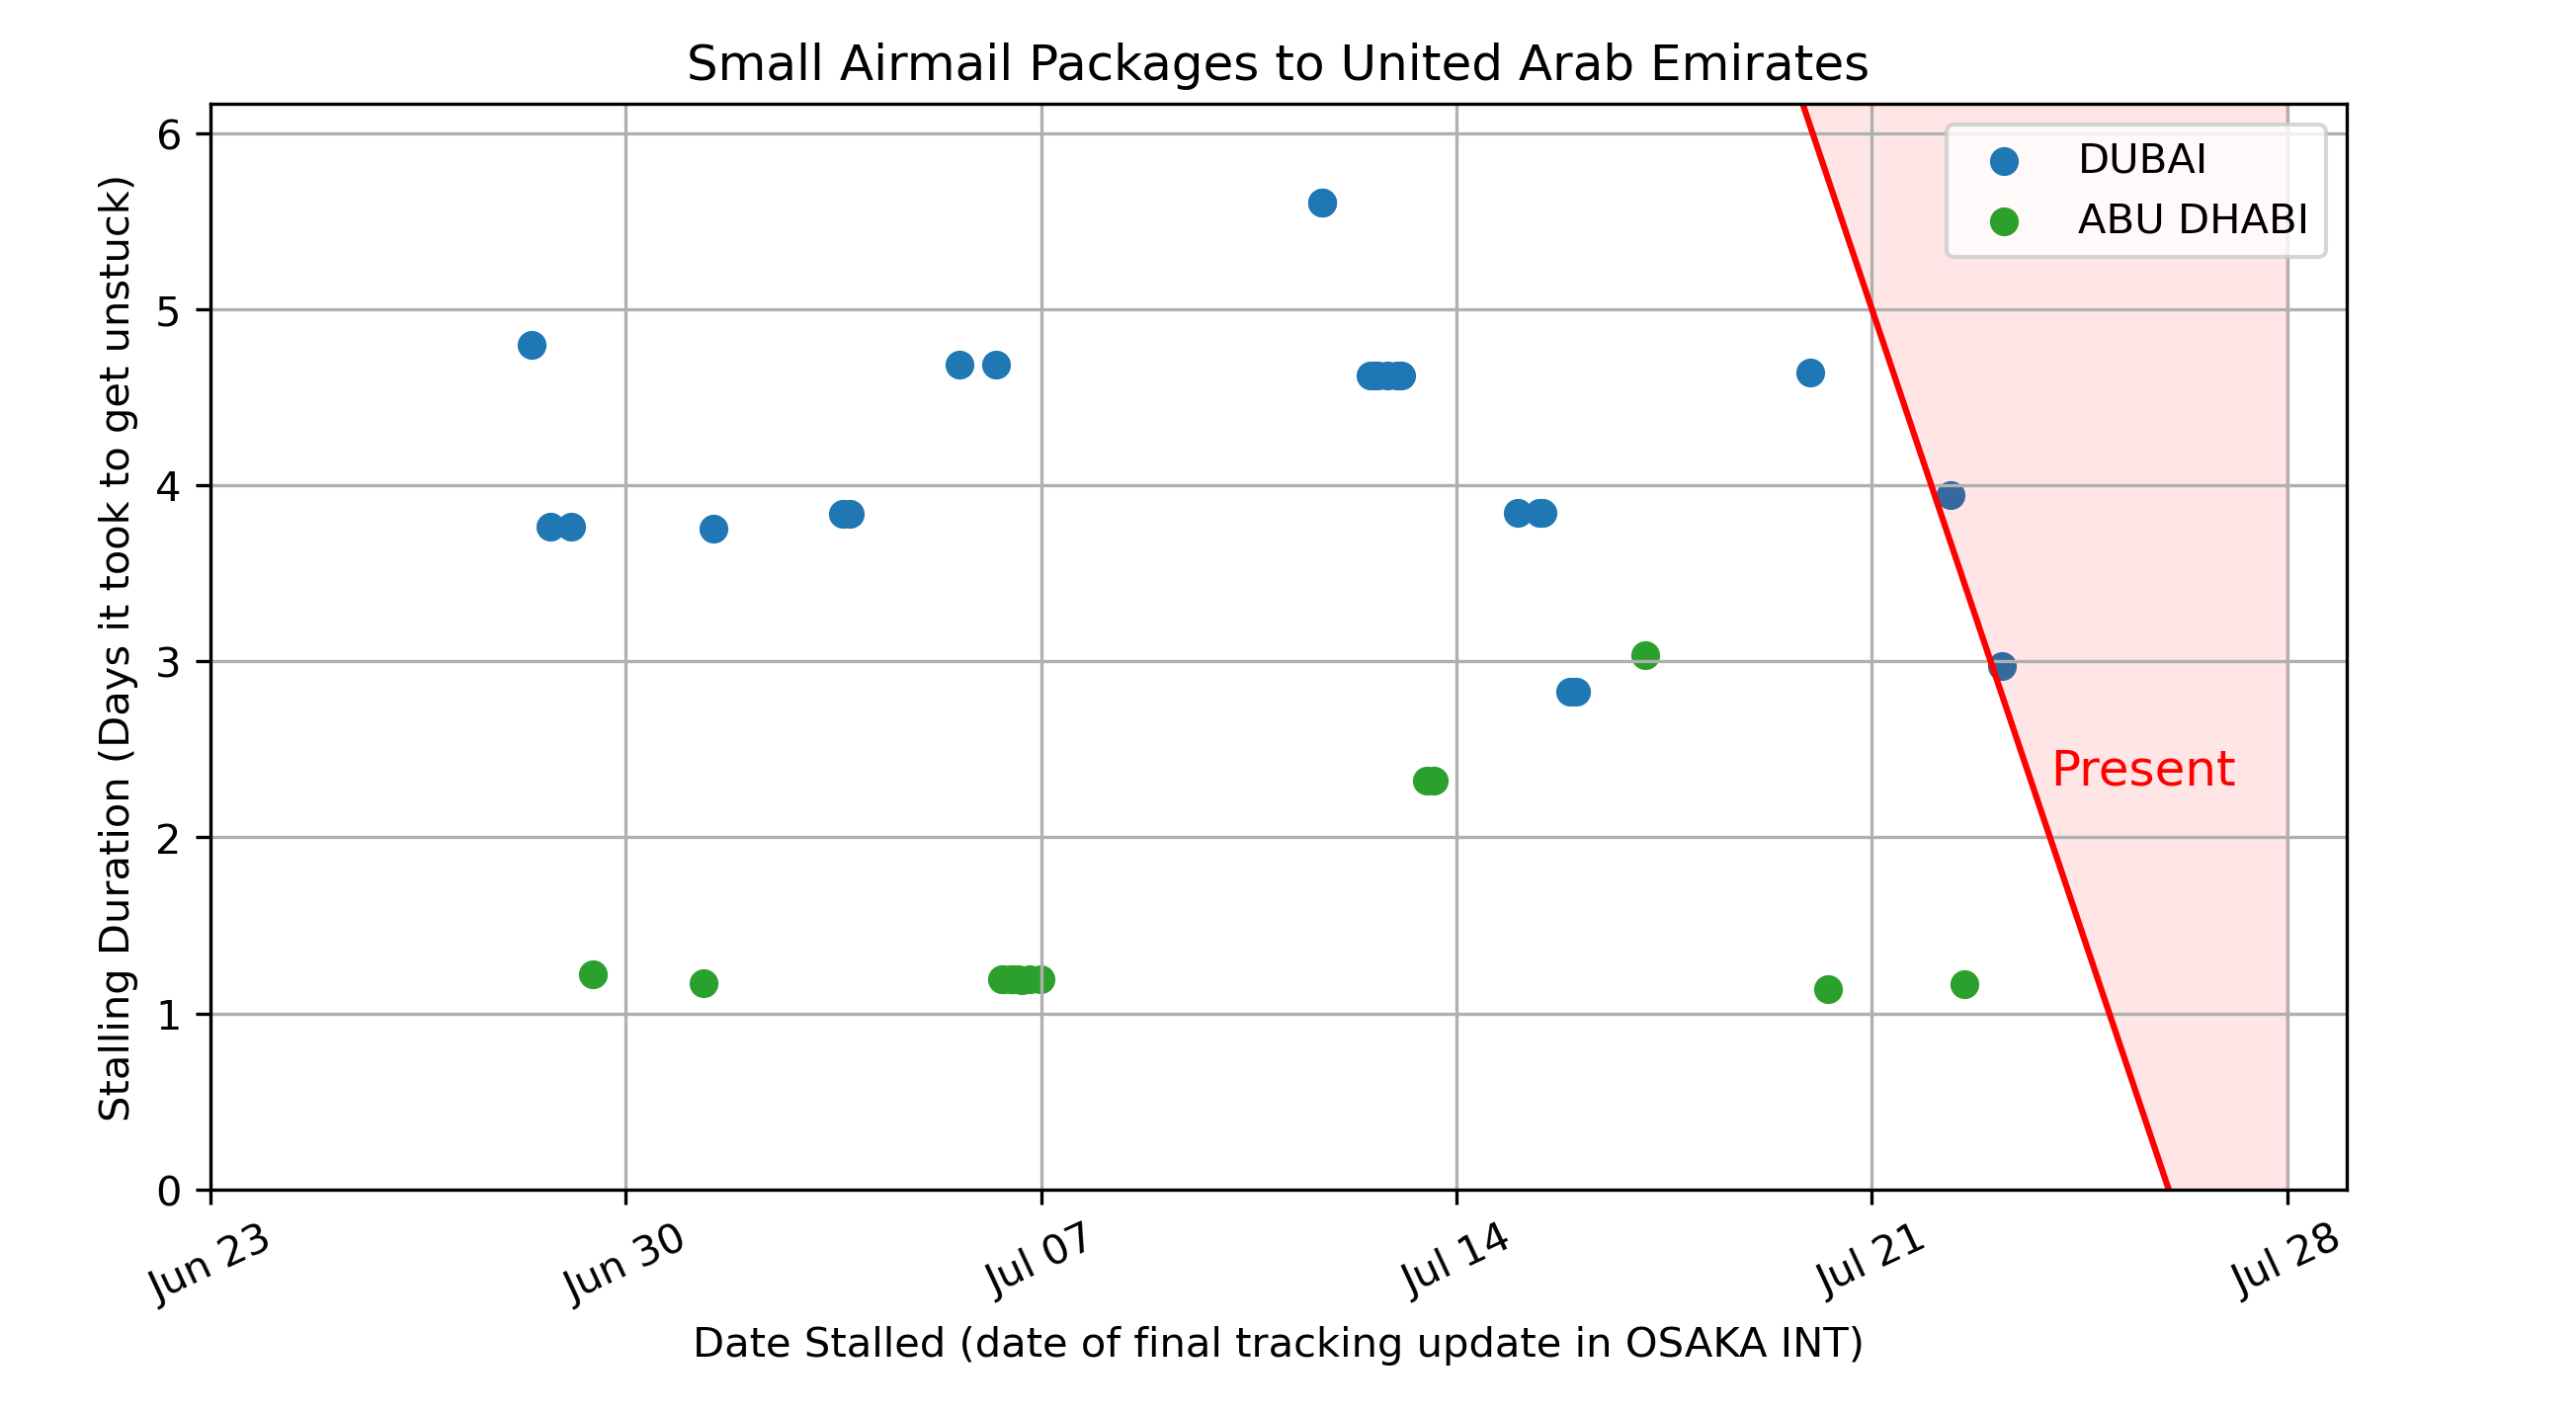 Small Airmail Packages to United Arab Emirates
DUBAI
ABU DHABI
Present
Stalling Duration (Days it took to get unstuck)
6
5
4
3
2
1
0
Jun 23
Jun 30
Jul 07
Jul 14
Jul 21
Jul 28
Date Stalled (date of final tracking update in OSAKA INT)